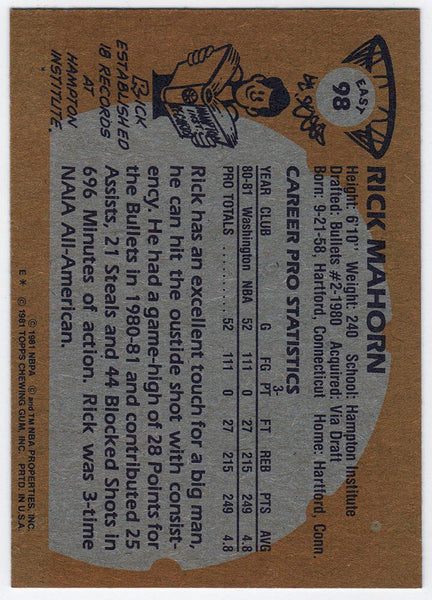 EAST
98
RICK MAHORN
Height: 6'10" Weight: 240 School: Hampton Institute
Drafted: Bullets #2-1980 Acquired: Via Draft
Born: 9-21-58, Hartford, Connecticut Home: Hartford, Conn.
CAREER PRO STATISTICS
3-
YEAR CLUB G FG PT FT REB PTS AVG
80-81 Washington NBA 52 111 0 27 215 249 4.8
PRO TOTALS 52 111 0 27 215 249 4.8
RICK
ESTABLISHED
18 RECORDS
AT
HAMPTON
INSTITUTE.
Rick has an excellent touch for a big man,
he can hit the oustide shot with consist-
ency. He had a game-high of 28 Points for
the Bullets in 1980-81 and contributed 25
Assists, 21 Steals and 44 Blocked Shots in
696 Minutes of action. Rick was 3-time
NAIA All-American.
© 1981 NBPA © and TM NBA PROPERTIES, INC.
E * © 1981 TOPPS CHEWING GUM, INC. PRTD. IN U.S.A.